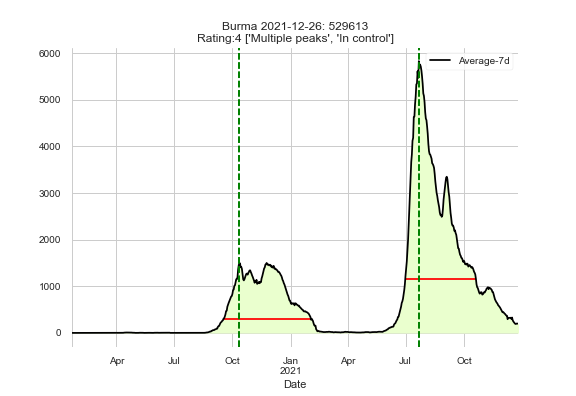 Burma 2021-12-26: 529613
Rating:4 ['Multiple peaks', 'In control']
Average-7d
6000
5000
4000
3000
2000
1000
0
Apr Jul Oct Jan Apr Jul Oct
2021
Date